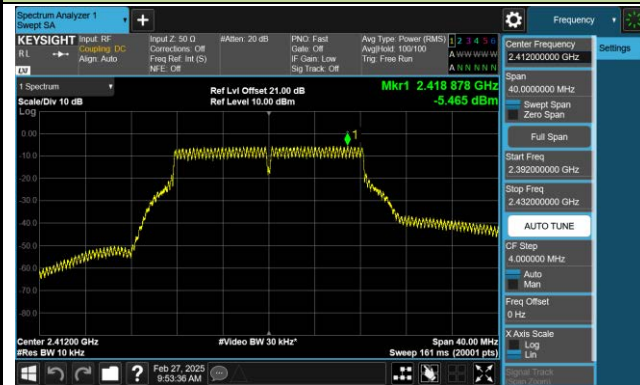 Spectrum Analyzer 1
Swept SA
Frequency
KEYSIGHT
RL
LXI
Input: RF
Coupling: DC
Align: Auto
Input Z: 50 Ω
Corrections: Off
Freq Ref: Int (S)
NFE: Off
#Atten: 20 dB
PNO: Fast
Gate: Off
IF Gain: Low
Sig Track: Off
Avg Type: Power (RMS)
Avg|Hold: 100/100
Trig: Free Run
1 2 3 4 5 6
A W W W W W
A N N N N N
1 Spectrum
Scale/Div 10 dB
Log
Ref Lvl Offset 21.00 dB
Ref Level 10.00 dBm
Mkr1 2.418 878 GHz
-5.465 dBm
1
0.00
-10.0
-20.0
-30.0
-40.0
-50.0
-60.0
-70.0
-80.0
Center 2.41200 GHz
#Res BW 10 kHz
#Video BW 30 kHz*
Span 40.00 MHz
Sweep 161 ms (20001 pts)
Feb 27, 2025
9:53:36 AM
Center Frequency
2.412000000 GHz
Span
40.0000000 MHz
Swept Span
Zero Span
Full Span
Start Freq
2.392000000 GHz
Stop Freq
2.432000000 GHz
AUTO TUNE
CF Step
4.000000 MHz
Auto
Man
Freq Offset
0 Hz
X Axis Scale
Log
Lin
Signal Track
(Span Zoom)
Settings